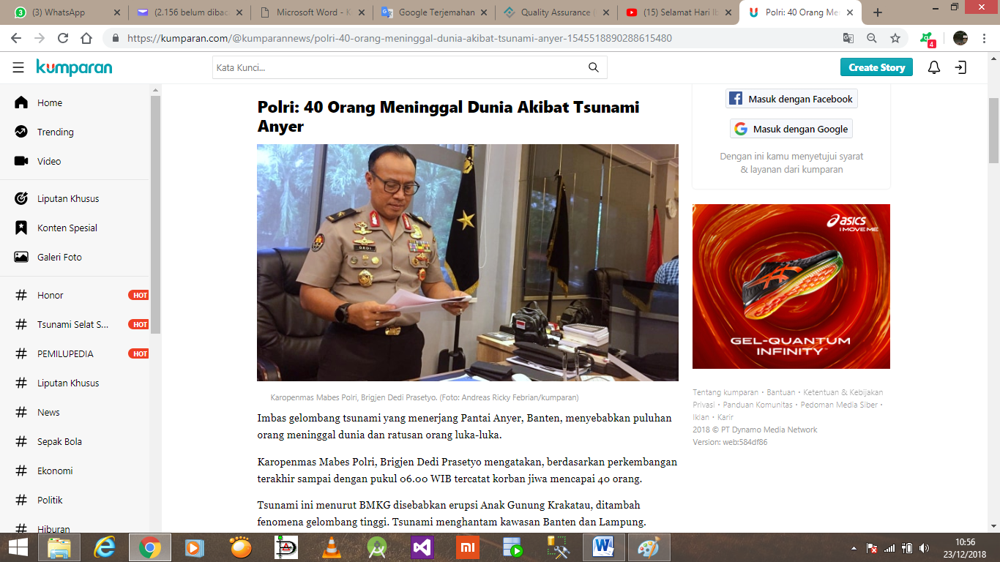 (3) WhatsApp
(2.156 belum dibac
Microsoft Word - K
Google Terjemahan
Quality Assurance (
(15) Selamat Hari Ib
Polri: 40 Orang Me
https://kumparan.com/@kumparannews/polri-40-orang-meninggal-dunia-akibat-tsunami-anyer-1545518890288615480
4
kumparan
Kata Kunci...
Create Story
Home
Trending
Video
Liputan Khusus
Konten Spesial
Galeri Foto
# Honor HOT
# Tsunami Selat S... HOT
# PEMILUPEDIA HOT
# Liputan Khusus
# News
# Sepak Bola
# Ekonomi
# Politik
# Hiburan
Polri: 40 Orang Meninggal Dunia Akibat Tsunami
Anyer
DEDI
Karopenmas Mabes Polri, Brigjen Dedi Prasetyo. (Foto: Andreas Ricky Febrian/kumparan)
Imbas gelombang tsunami yang menerjang Pantai Anyer, Banten, menyebabkan puluhan
orang meninggal dunia dan ratusan orang luka-luka.
Karopenmas Mabes Polri, Brigjen Dedi Prasetyo mengatakan, berdasarkan perkembangan
terakhir sampai dengan pukul 06.00 WIB tercatat korban jiwa mencapai 40 orang.
Tsunami ini menurut BMKG disebabkan erupsi Anak Gunung Krakatau, ditambah
fenomena gelombang tinggi. Tsunami menghantam kawasan Banten dan Lampung.
Masuk dengan Facebook
Masuk dengan Google
Dengan ini kamu menyetujui syarat
& layanan dari kumparan
asics
I MOVE ME
GEL-QUANTUM
INFINITY™
Tentang kumparan · Bantuan · Ketentuan & Kebijakan
Privasi · Panduan Komunitas · Pedoman Media Siber ·
Iklan · Karir
2018 © PT Dynamo Media Network
Version: web:584df86
10:56
23/12/2018